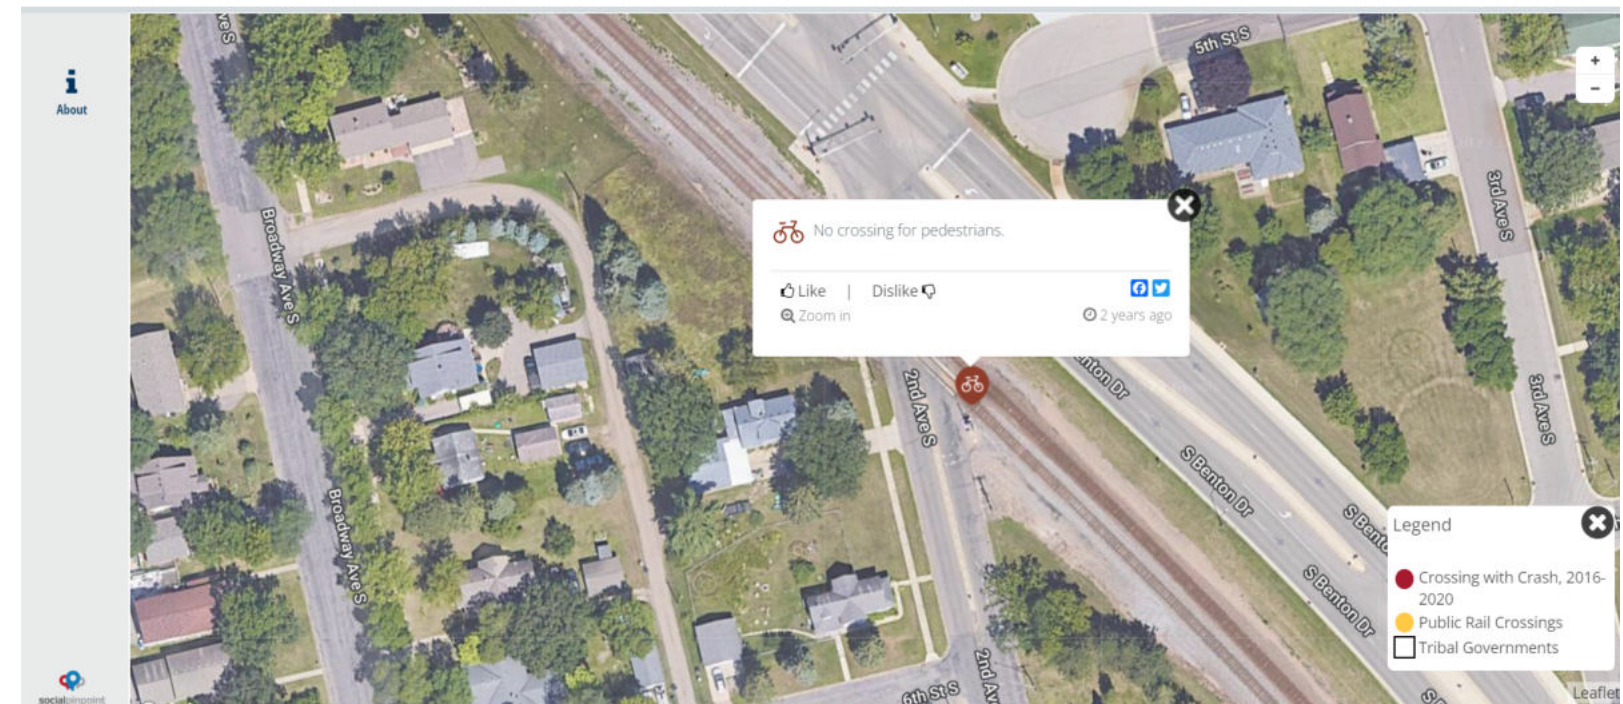 About
socialpinpoint
Ave S
5th St S
+
-
Broadway Ave S
3rd Ave S
No crossing for pedestrians.
Like | Dislike
Zoom in
2 years ago
2nd Ave S
Benton Dr
3rd Ave S
S Benton Dr
Broadway Ave S
S Benton Dr
6th St S
2nd Av
Legend
Crossing with Crash, 2016-
2020
Public Rail Crossings
Tribal Governments
Leaflet